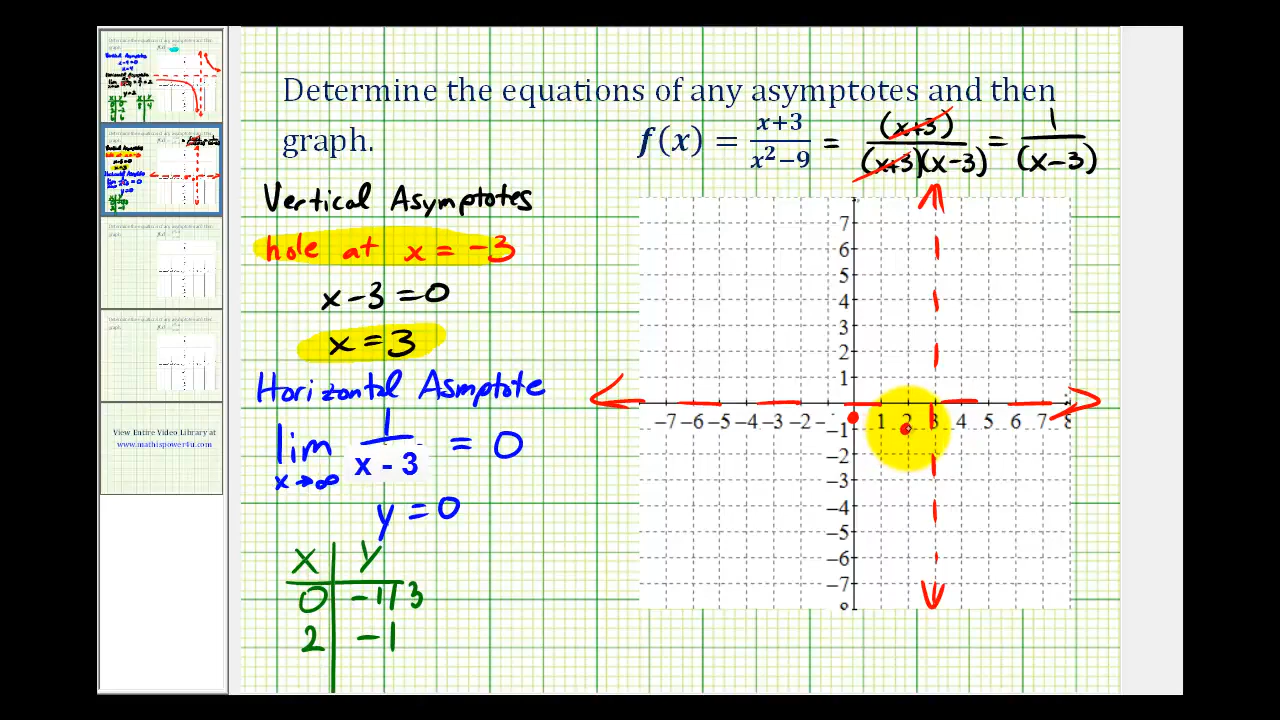 Determine the equations of any asymptotes and then
graph. f(x) = x+3 / x²−9 = (x+3) / (x+3)(x−3) = 1 / (x−3)
Vertical Asymptotes
hole at x = −3
x−3 =0
x = 3
Horizontal Asmptote
lim x→∞ 1 / x - 3 = 0
y = 0
x y
0 −1/3
2 −1
7
6
5
4
3
2
1
−7 −6 −5 −4 −3 −2 − 1 2 3 4 5 6 7 8
−1
−2
−3
−4
−5
−6
−7
8
View Entire Video Library at
www.mathispower4u.com